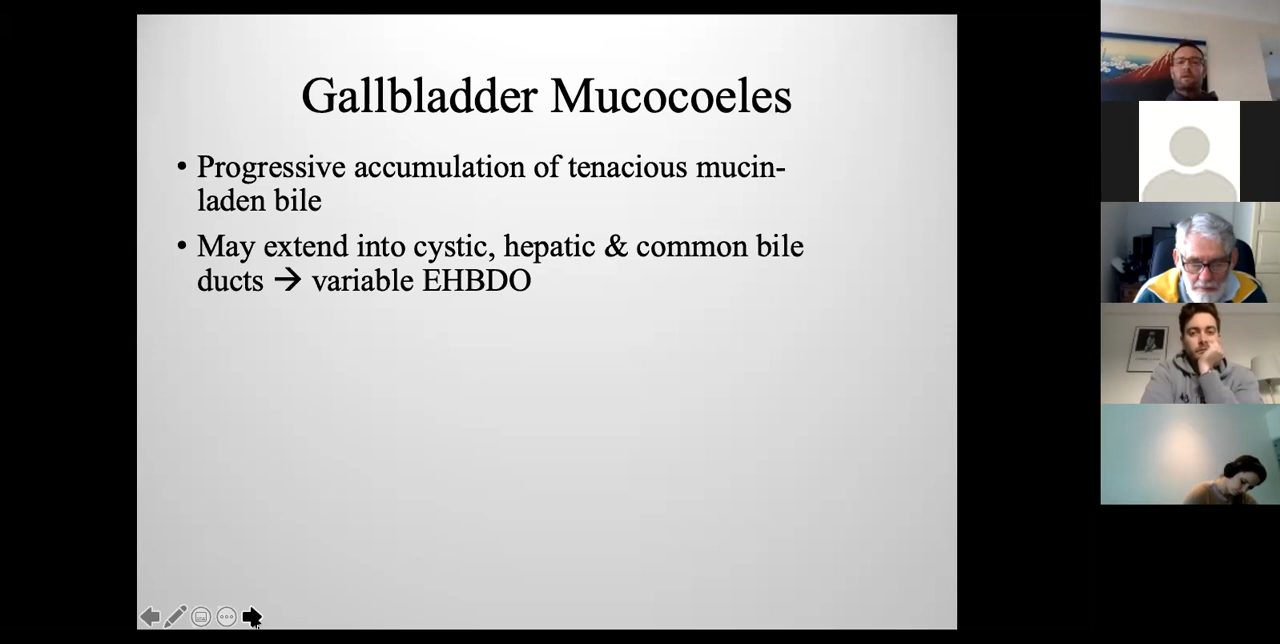 Gallbladder Mucocoeles
• Progressive accumulation of tenacious mucin-
laden bile
• May extend into cystic, hepatic & common bile
ducts → variable EHBDO